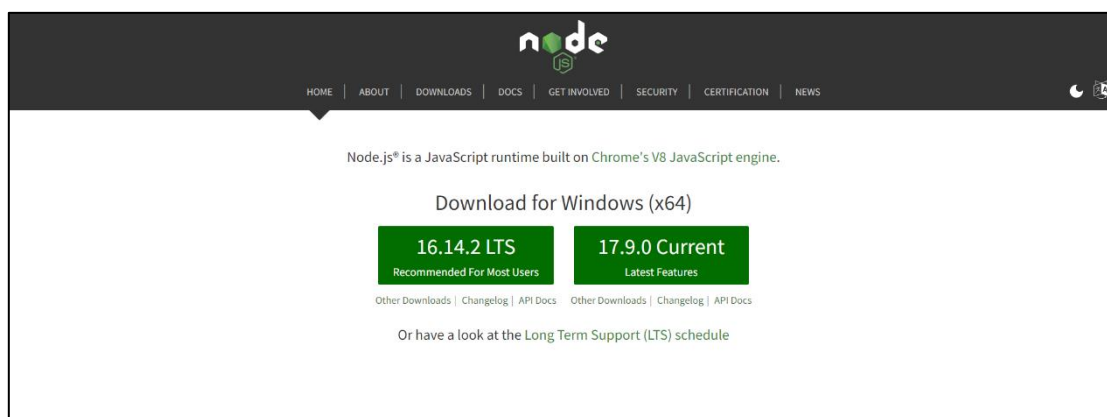 node
JS
HOME | ABOUT | DOWNLOADS | DOCS | GET INVOLVED | SECURITY | CERTIFICATION | NEWS
Node.js® is a JavaScript runtime built on Chrome's V8 JavaScript engine.
Download for Windows (x64)
16.14.2 LTS
Recommended For Most Users
17.9.0 Current
Latest Features
Other Downloads | Changelog | API Docs
Other Downloads | Changelog | API Docs
Or have a look at the Long Term Support (LTS) schedule